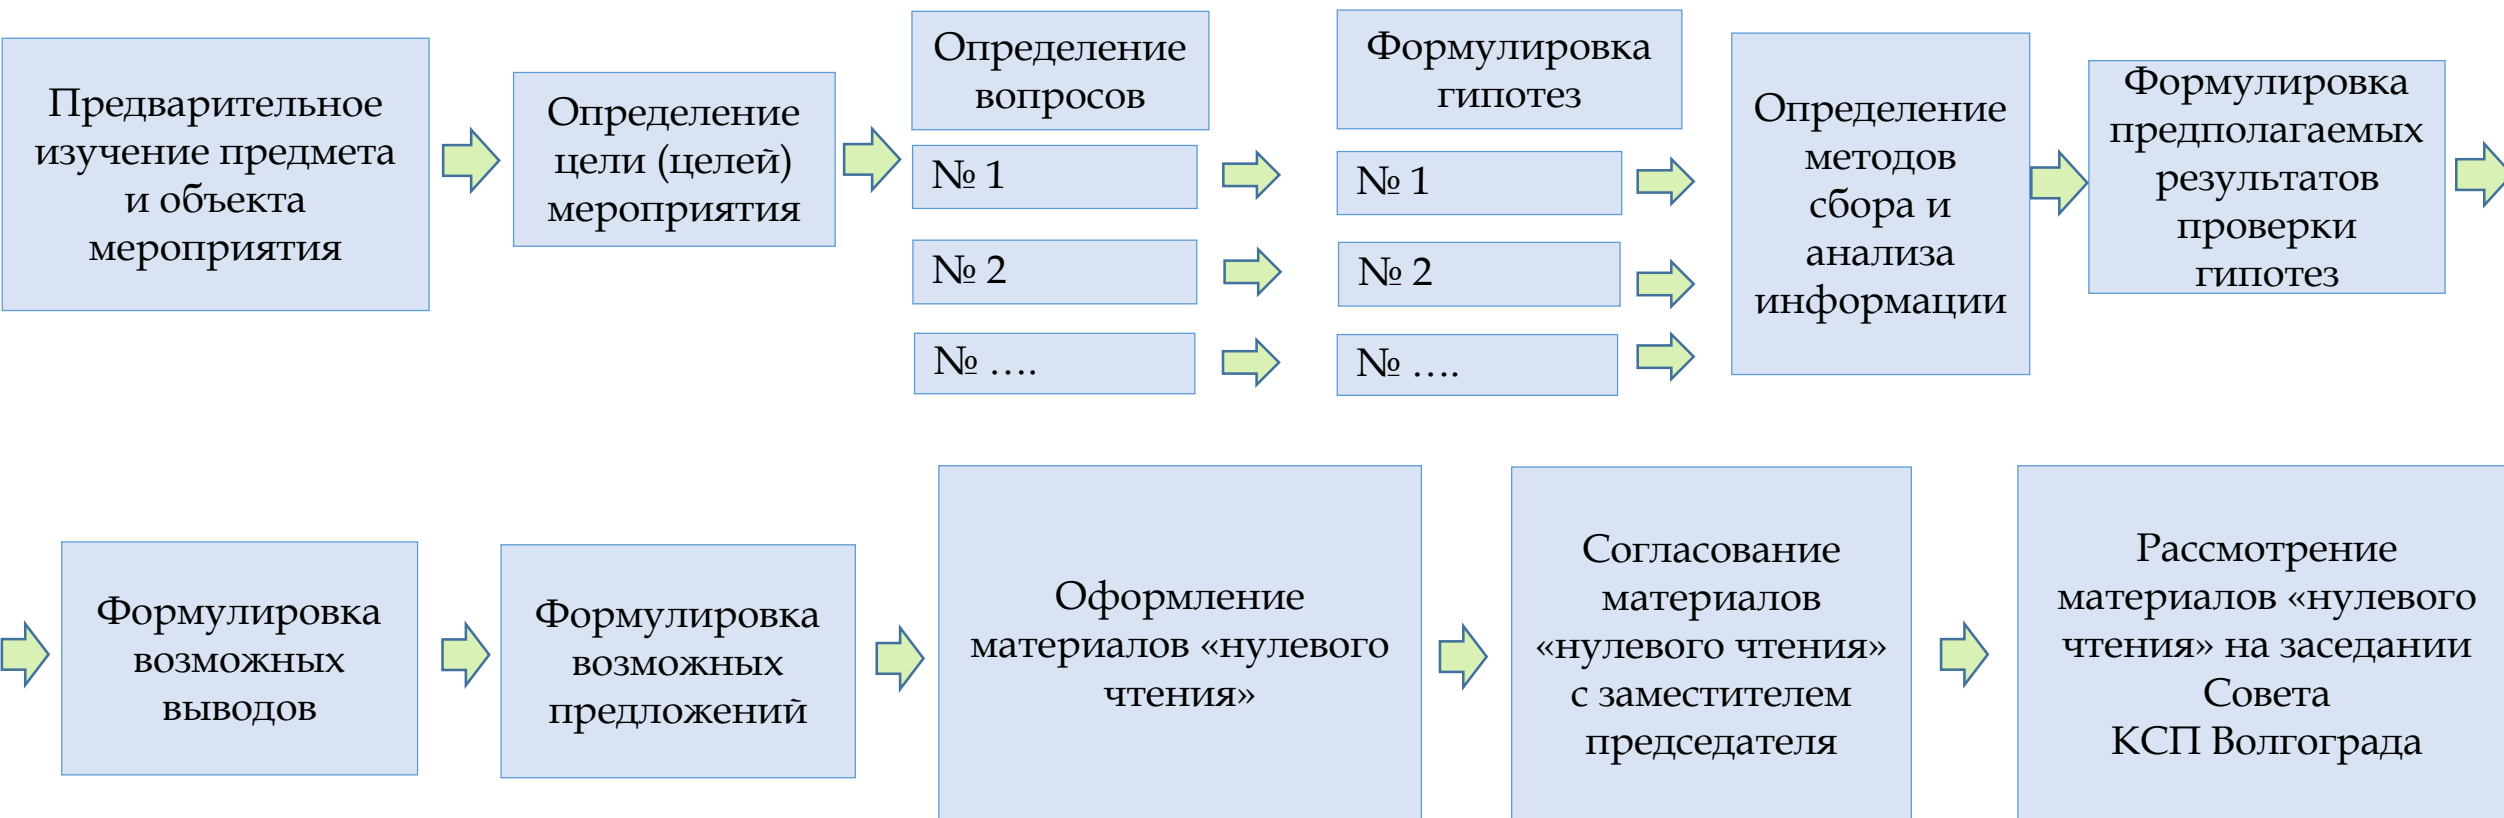 Предварительное
изучение предмета
и объекта
мероприятия
Определение
цели (целей)
мероприятия
Определение
вопросов
№ 1
№ 2
№ ….
Формулировка
гипотез
№ 1
№ 2
№ ….
Определение
методов
сбора и
анализа
информации
Формулировка
предполагаемых
результатов
проверки
гипотез
Формулировка
возможных
выводов
Формулировка
возможных
предложений
Оформление
материалов «нулевого
чтения»
Согласование
материалов
«нулевого чтения»
с заместителем
председателя
Рассмотрение
материалов «нулевого
чтения» на заседании
Совета
КСП Волгограда